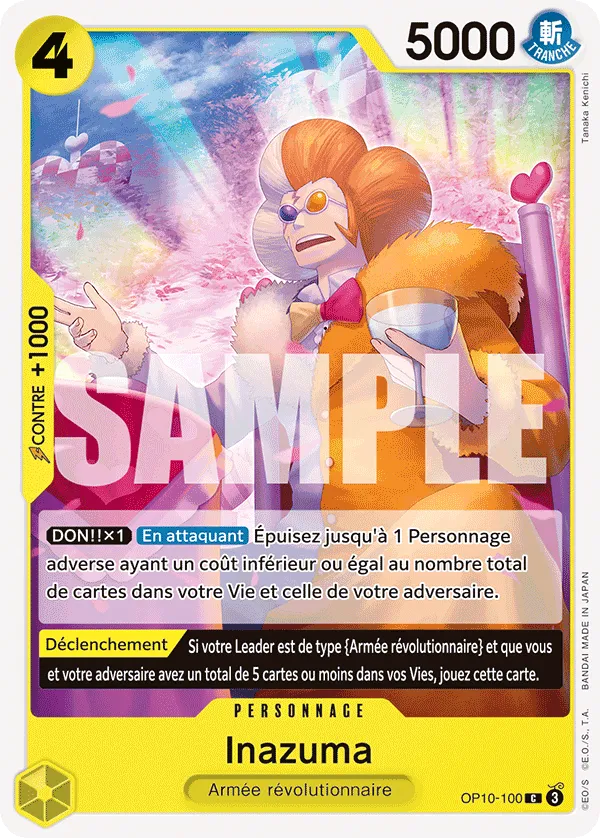 4
5000
斬
TRANCHE
Tanaka Kenichi
CONTRE +1000
SAMPLE
DON!!×1 En attaquant Épuisez jusqu'à 1 Personnage
adverse ayant un coût inférieur ou égal au nombre total
de cartes dans votre Vie et celle de votre adversaire.
Déclenchement Si votre Leader est de type {Armée révolutionnaire} et que vous
et votre adversaire avez un total de 5 cartes ou moins dans vos Vies, jouez cette carte.
PERSONNAGE
Inazuma
Armée révolutionnaire
OP10-100 C 3
©EO/S ©E.O./S., T.A. BANDAI MADE IN JAPAN